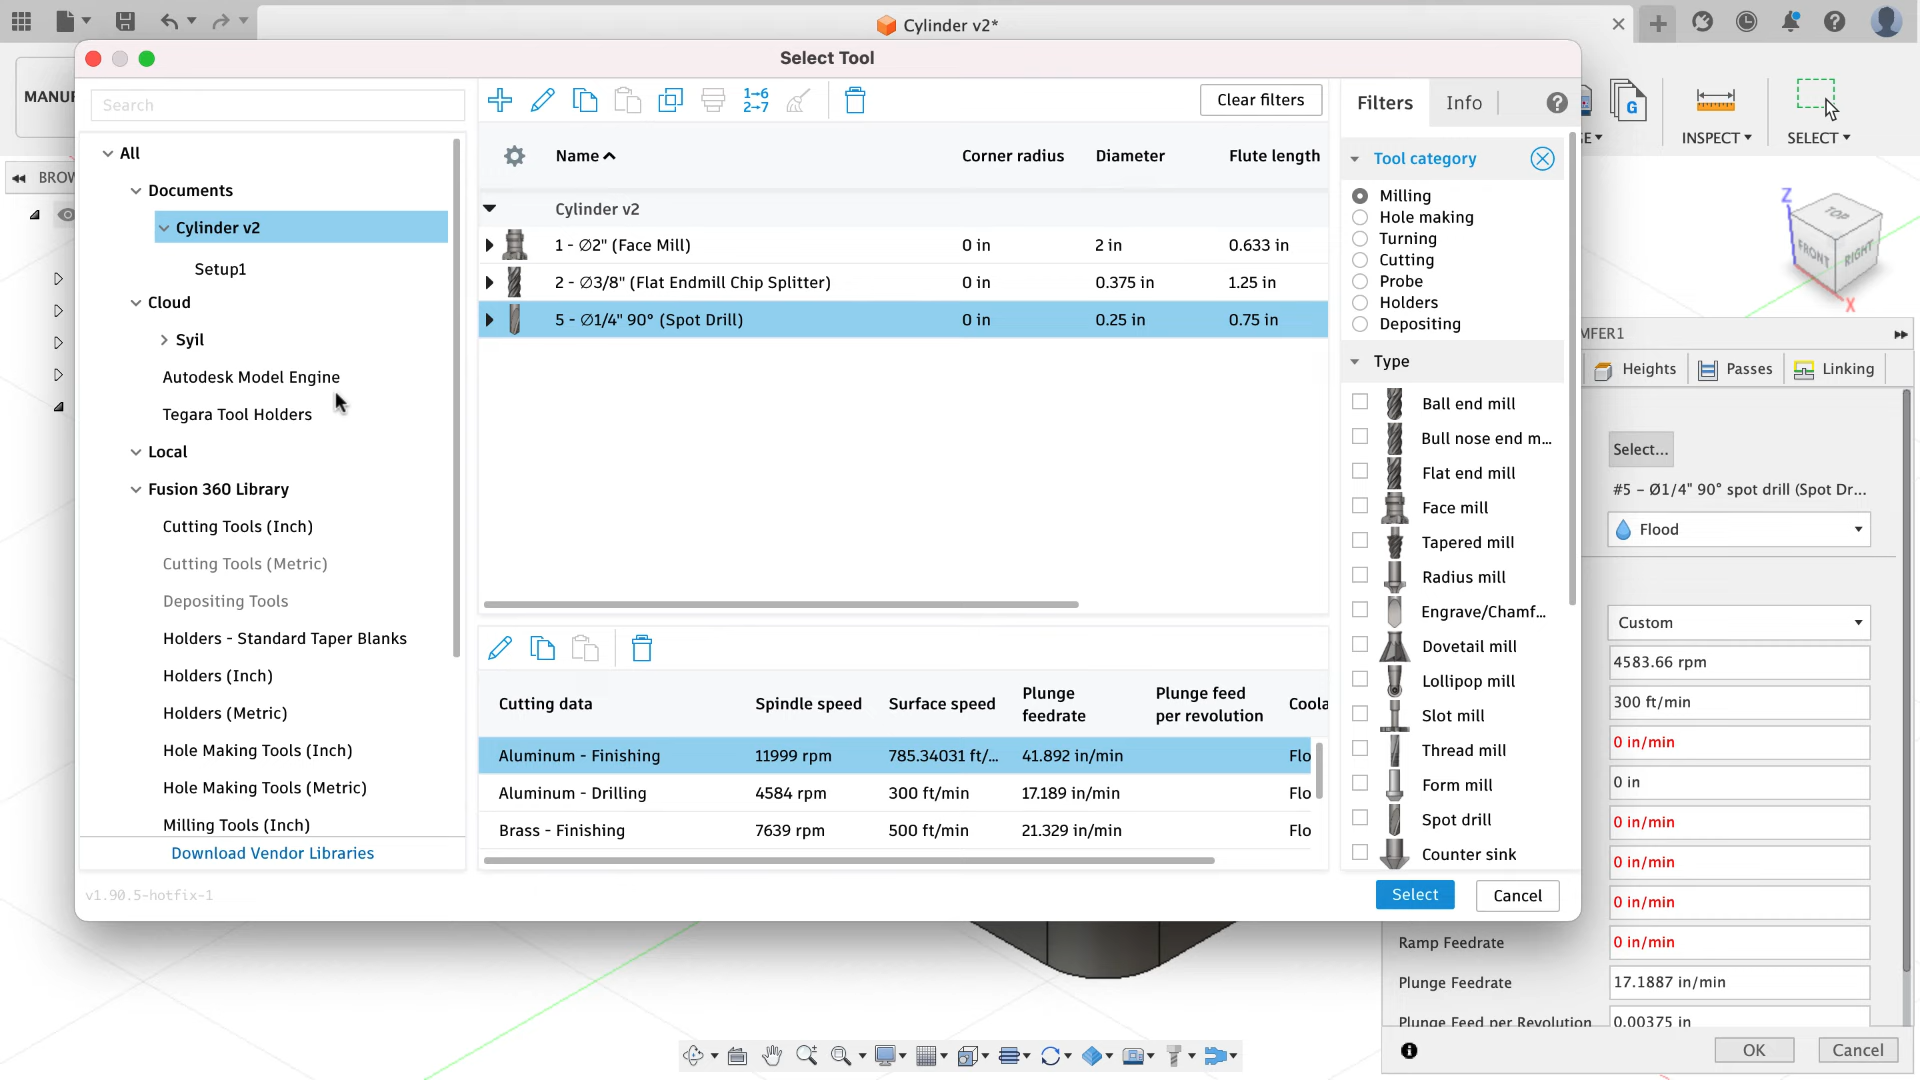 Cylinder v2*
Select Tool
MANU
BROW
Search
All
Documents
Cylinder v2
Setup1
Cloud
Syil
Autodesk Model Engine
Tegara Tool Holders
Local
Fusion 360 Library
Cutting Tools (Inch)
Cutting Tools (Metric)
Depositing Tools
Holders - Standard Taper Blanks
Holders (Inch)
Holders (Metric)
Hole Making Tools (Inch)
Hole Making Tools (Metric)
Milling Tools (Inch)
Download Vendor Libraries
v1.90.5-hotfix-1
1→6
2→7
Clear filters
Name Corner radius Diameter Flute length
Cylinder v2
1 - Ø2" (Face Mill) 0 in 2 in 0.633 in
2 - Ø3/8" (Flat Endmill Chip Splitter) 0 in 0.375 in 1.25 in
5 - Ø1/4" 90° (Spot Drill) 0 in 0.25 in 0.75 in
Cutting data Spindle speed Surface speed Plunge feedrate Plunge feed per revolution Coola
Aluminum - Finishing 11999 rpm 785.34031 ft/... 41.892 in/min Flo
Aluminum - Drilling 4584 rpm 300 ft/min 17.189 in/min Flo
Brass - Finishing 7639 rpm 500 ft/min 21.329 in/min Flo
Filters Info
Tool category
Milling
Hole making
Turning
Cutting
Probe
Holders
Depositing
Type
Ball end mill
Bull nose end m...
Flat end mill
Face mill
Tapered mill
Radius mill
Engrave/Chamf...
Dovetail mill
Lollipop mill
Slot mill
Thread mill
Form mill
Spot drill
Counter sink
Select Cancel
G
E INSPECT SELECT
Z
TOP
FRONT RIGHT
X
MFER1
Heights Passes Linking
Select...
#5 - Ø1/4" 90° spot drill (Spot Dr...
Flood
Custom
4583.66 rpm
300 ft/min
0 in/min
0 in
0 in/min
0 in/min
0 in/min
Ramp Feedrate 0 in/min
Plunge Feedrate 17.1887 in/min
Plunge Feed per Revolution 0.00375 in
OK Cancel